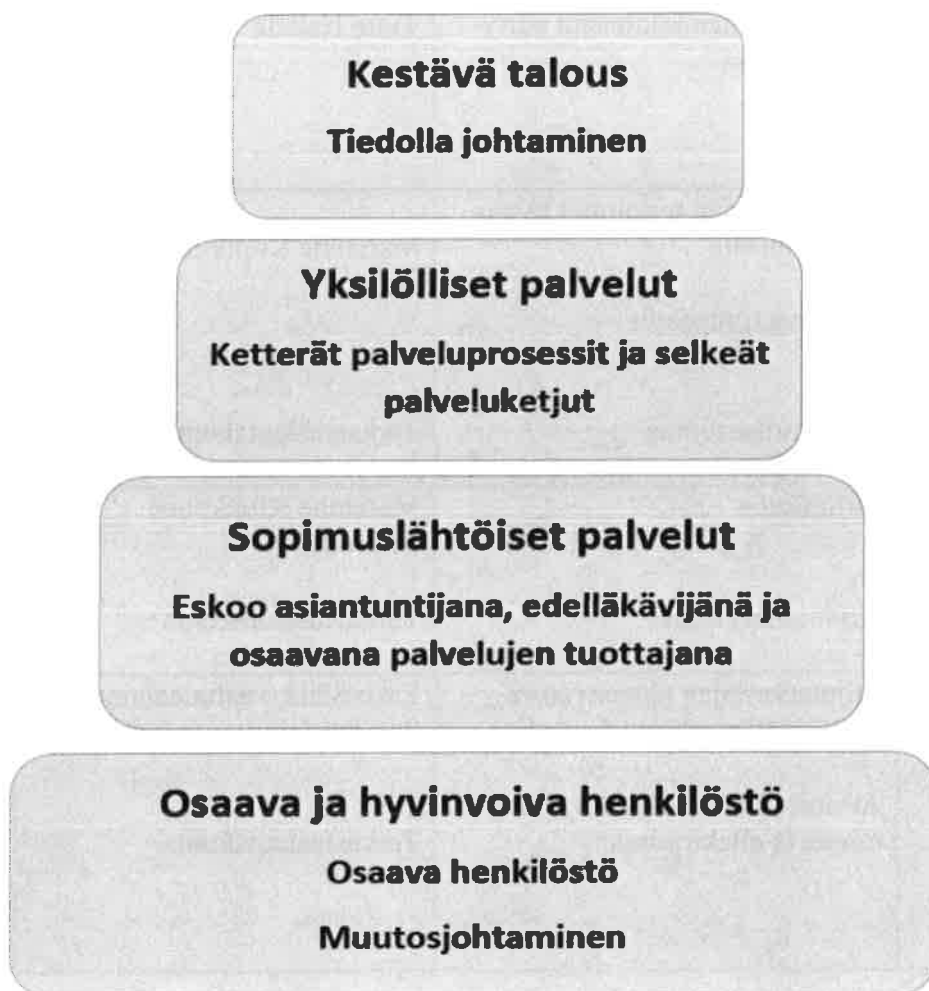 Kestävä talous
Tiedolla johtaminen
Yksilölliset palvelut
Ketterät palveluprosessit ja selkeät
palveluketjut
Sopimuslähtöiset palvelut
Eskoo asiantuntijana, edelläkävijänä ja
osaavana palvelujen tuottajana
Osaava ja hyvinvoiva henkilöstö
Osaava henkilöstö
Muutosjohtaminen